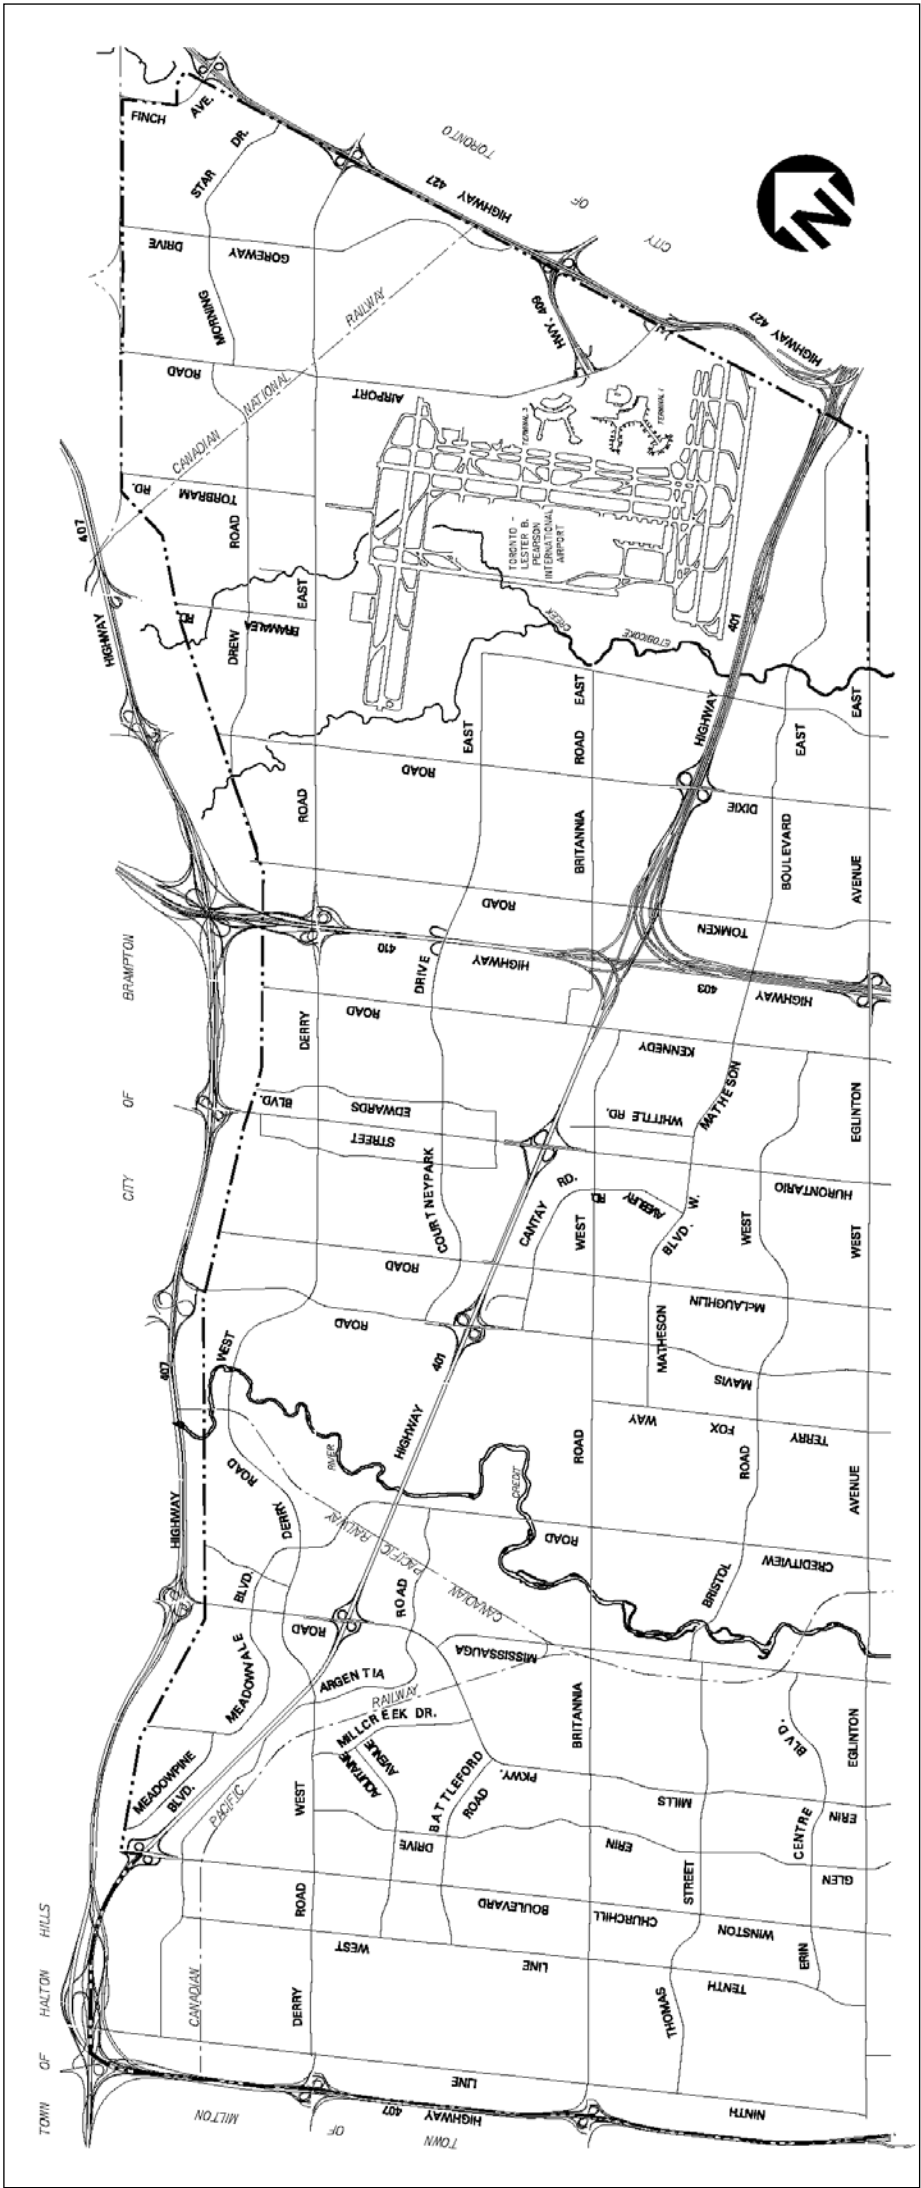 FINCH
AVE.
STAR
DR.
TORONTO
OF
CITY
HIGHWAY
427
N
DRIVE
GOREWAY
MORNING
RAILWAY
HWY. 409
HIGHWAY 427
ROAD
AIRPORT
CANADIAN
NATIONAL
TERMINAL 3
TERMINAL 1
TORBRAM
RD.
407
HIGHWAY
ROAD
EAST
TORONTO -
LESTER B.
PEARSON
INTERNATIONAL
AIRPORT
BRAMALEA
RD.
DREW
ETOBICOKE
CREEK
401
HIGHWAY
EAST
EAST
EAST
EAST
ROAD
ROAD
ROAD
DIXIE
BRITANNIA
BOULEVARD
AVENUE
ROAD
TOMKEN
CITY
OF
BRAMPTON
410
HIGHWAY
DRIVE
403
HIGHWAY
DERRY
ROAD
KENNEDY
EDWARDS
BLVD.
STREET
WHITTLE RD.
MATHESON
EGLINTON
HURONTARIO
COURTNEYPARK
CANTAY
RD.
AVEBURY
RD.
BLVD.
W.
WEST
WEST
WEST
ROAD
McLAUGHLIN
ROAD
MATHESON
MAVIS
WEST
407
401
HIGHWAY
HIGHWAY
RIVER
CREDIT
ROAD
ROAD
WAY
FOX
TERRY
AVENUE
ROAD
DERRY
ROAD
CREDITVIEW
BRISTOL
CANADIAN
PACIFIC
RAILWAY
BLVD.
MEADOWVALE
ROAD
MISSISSAUGA
ROAD
ARGENTIA
RAILWAY
PACIFIC
CANADIAN
MILLCREEK DR.
AQUITAINE
AVENUE
BATTLEFORD
ROAD
PKWY.
MILLS
ERIN
BRITANNIA
EGLINTON
BLVD.
CENTRE
ERIN
MEADOWPINE
BLVD.
WEST
ROAD
DRIVE
ERIN
GLEN
STREET
THOMAS
BOULEVARD
CHURCHILL
WINSTON
WEST
LINE
TENTH
DERRY
LINE
NINTH
HIGHWAY
407
TOWN
OF
MILTON
TOWN
OF
HALTON
HILLS